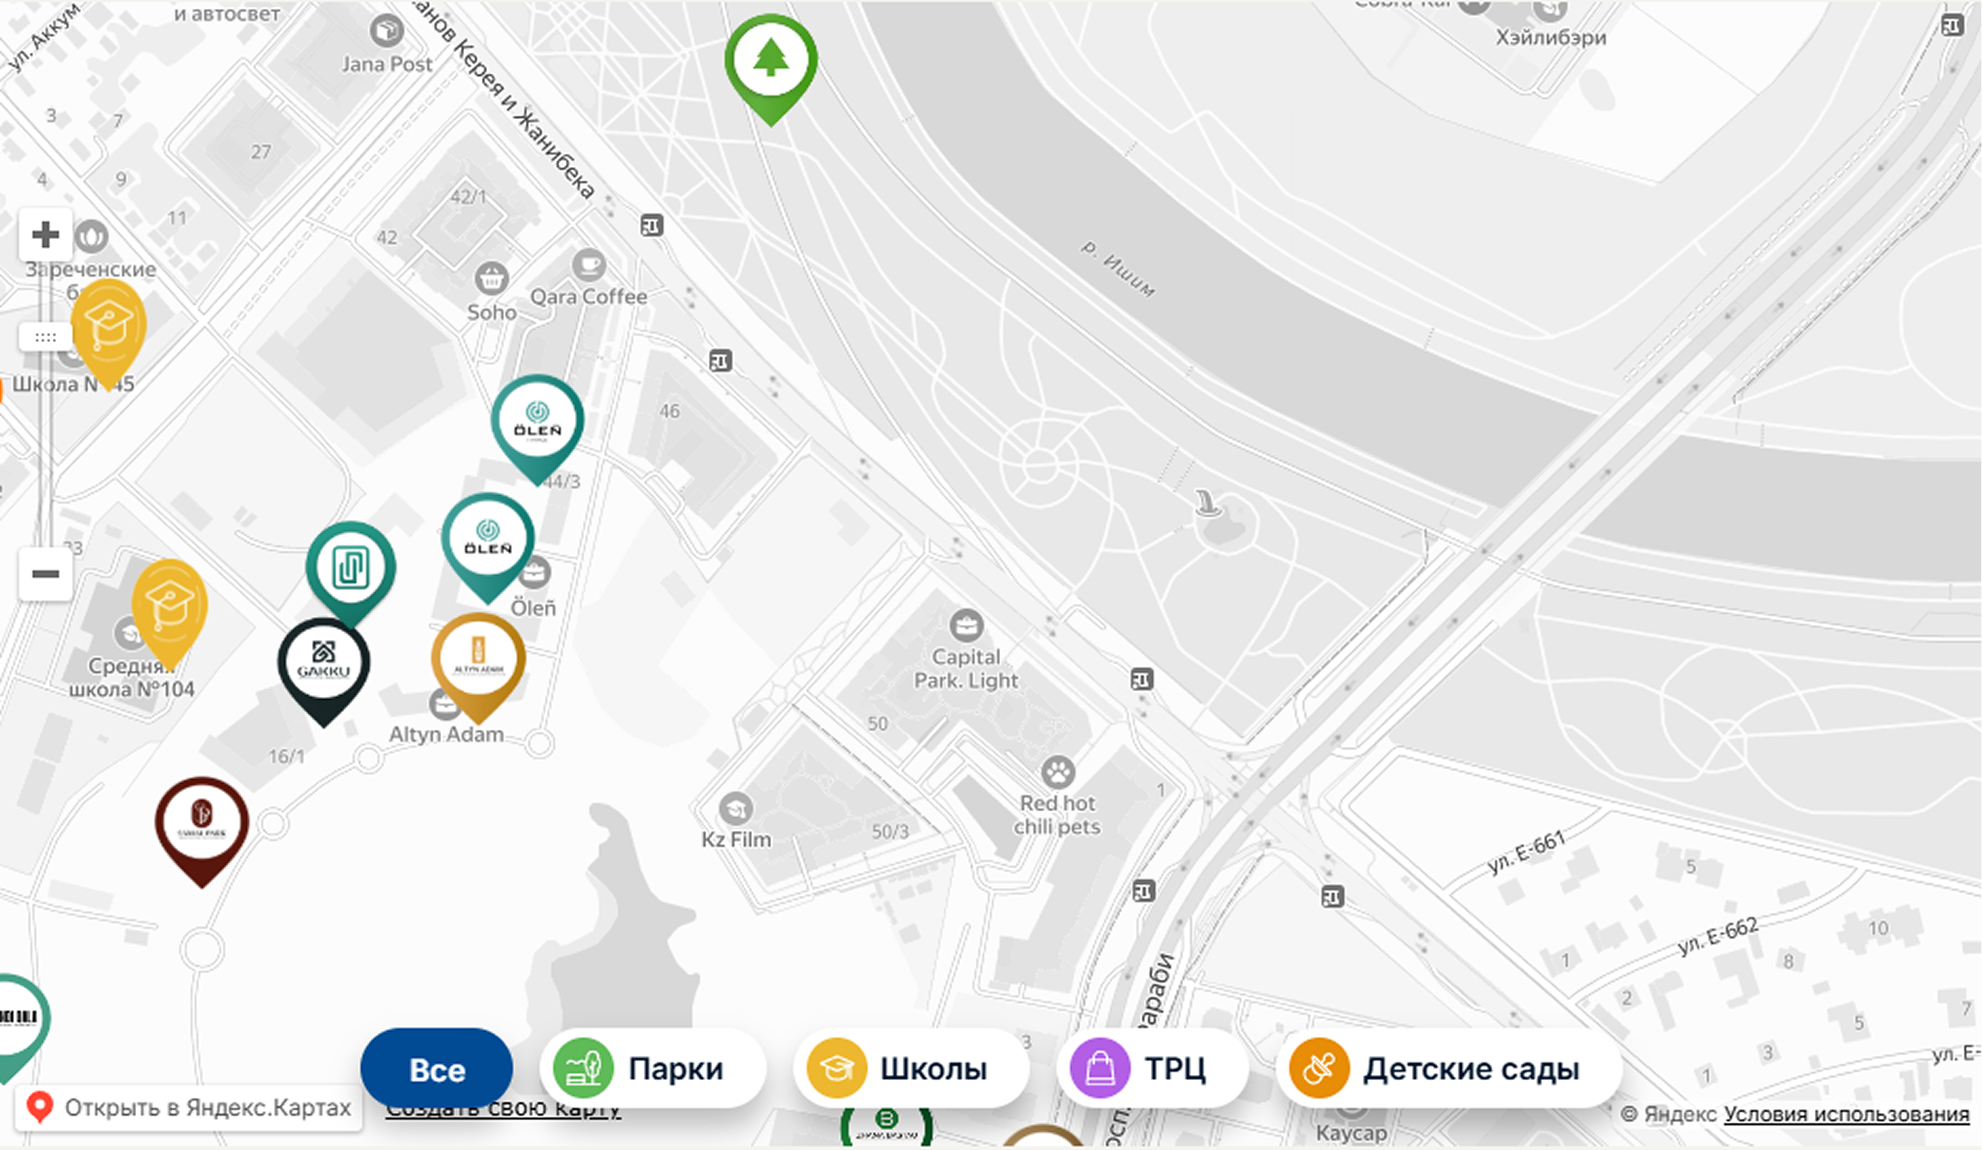 и автосвет
ул. Аккум
Jana Post
Керея и Жанибека
Хэйлибэри
3
7
27
4
9
11
42/1
42
Зареченские
Qara Coffee
Soho
р. Ишим
Школа №
45
46
ÖLEÑ
44/3
ÖLEÑ
Öleñ
Средняя
школа №104
GAKKU
ALTYN ADAM
Altyn Adam
16/1
Capital
Park. Light
50
Red hot
chili pets
1
Kz Film
50/3
ул. Е-661
5
ул. Е-662
10
1
8
2
7
5
3
3
1
ул. Е-
Все
Парки
Школы
ТРЦ
Детские сады
Открыть в Яндекс.Картах
Создать свою карту
Каусар
© Яндекс Условия использования